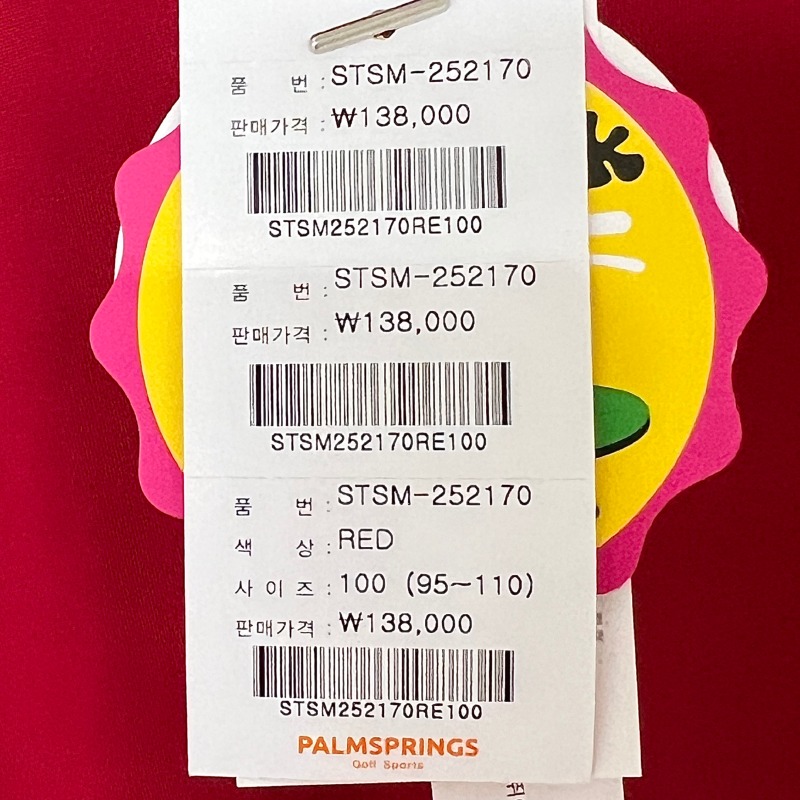 품 번 : STSM-252170
판매가격 : ₩138,000
STSM252170RE100
품 번 : STSM-252170
판매가격 : ₩138,000
STSM252170RE100
품 번 : STSM-252170
색 상 : RED
사 이 즈 : 100 (95~110)
판매가격 : ₩138,000
STSM252170RE100
PALMSPRINGS
Golf Sports